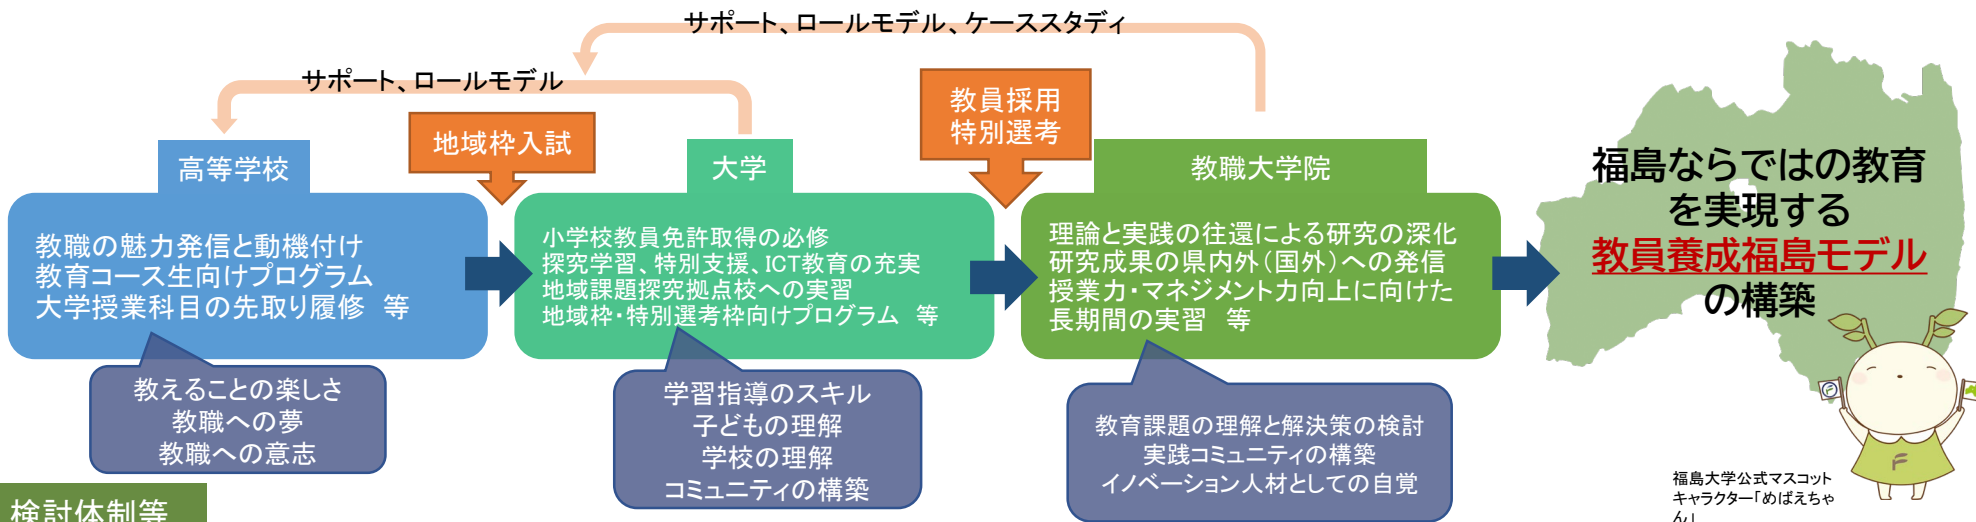 サポート、ロールモデル、ケーススタディ
サポート、ロールモデル
地域枠入試
教員採用
特別選考
高等学校
教職の魅力発信と動機付け
教育コース生向けプログラム
大学授業科目の先取り履修　等
教えることの楽しさ
教職への夢
教職への意志
大学
小学校教員免許取得の必修
探究学習、特別支援、ICT教育の充実
地域課題探究拠点校への実習
地域枠・特別選考枠向けプログラム　等
学習指導のスキル
子どもの理解
学校の理解
コミュニティの構築
教職大学院
理論と実践の往還による研究の深化
研究成果の県内外（国外）への発信
授業力・マネジメント力向上に向けた
長期間の実習　等
教育課題の理解と解決策の検討
実践コミュニティの構築
イノベーション人材としての自覚
福島ならではの教育
を実現する
教員養成福島モデル
の構築
福島大学公式マスコット
キャラクター「めばえちゃ
ん」
検討体制等